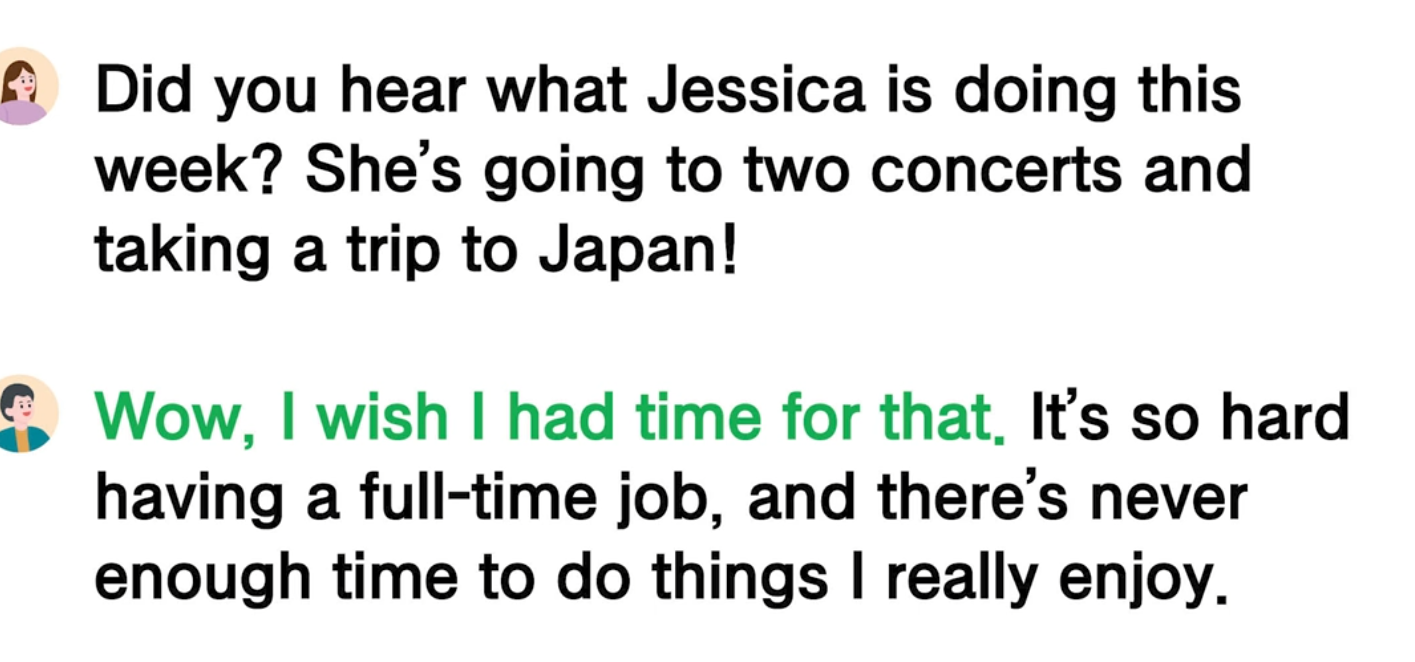 Did you hear what Jessica is doing this
week? She’s going to two concerts and
taking a trip to Japan!
Wow, I wish I had time for that. It’s so hard
having a full-time job, and there’s never
enough time to do things I really enjoy.